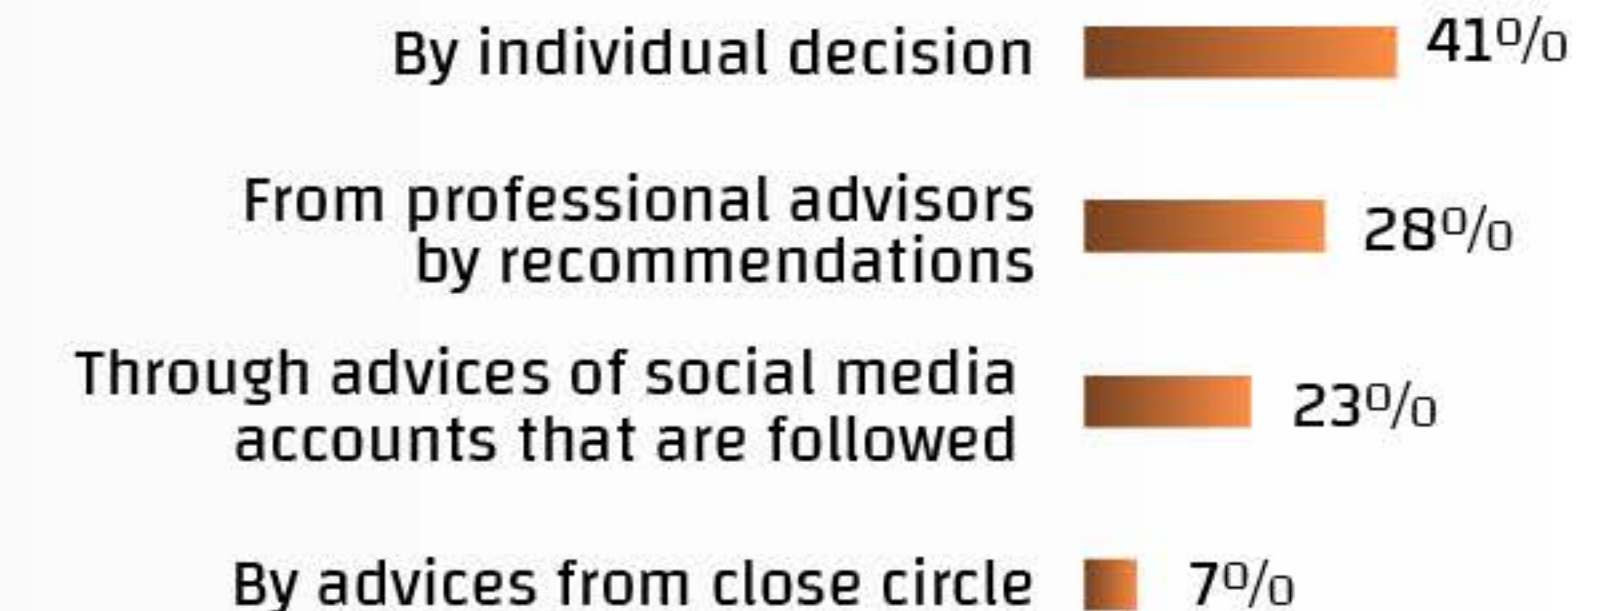 By individual decision 41%
From professional advisors
by recommendations 28%
Through advices of social media
accounts that are followed 23%
By advices from close circle 7%